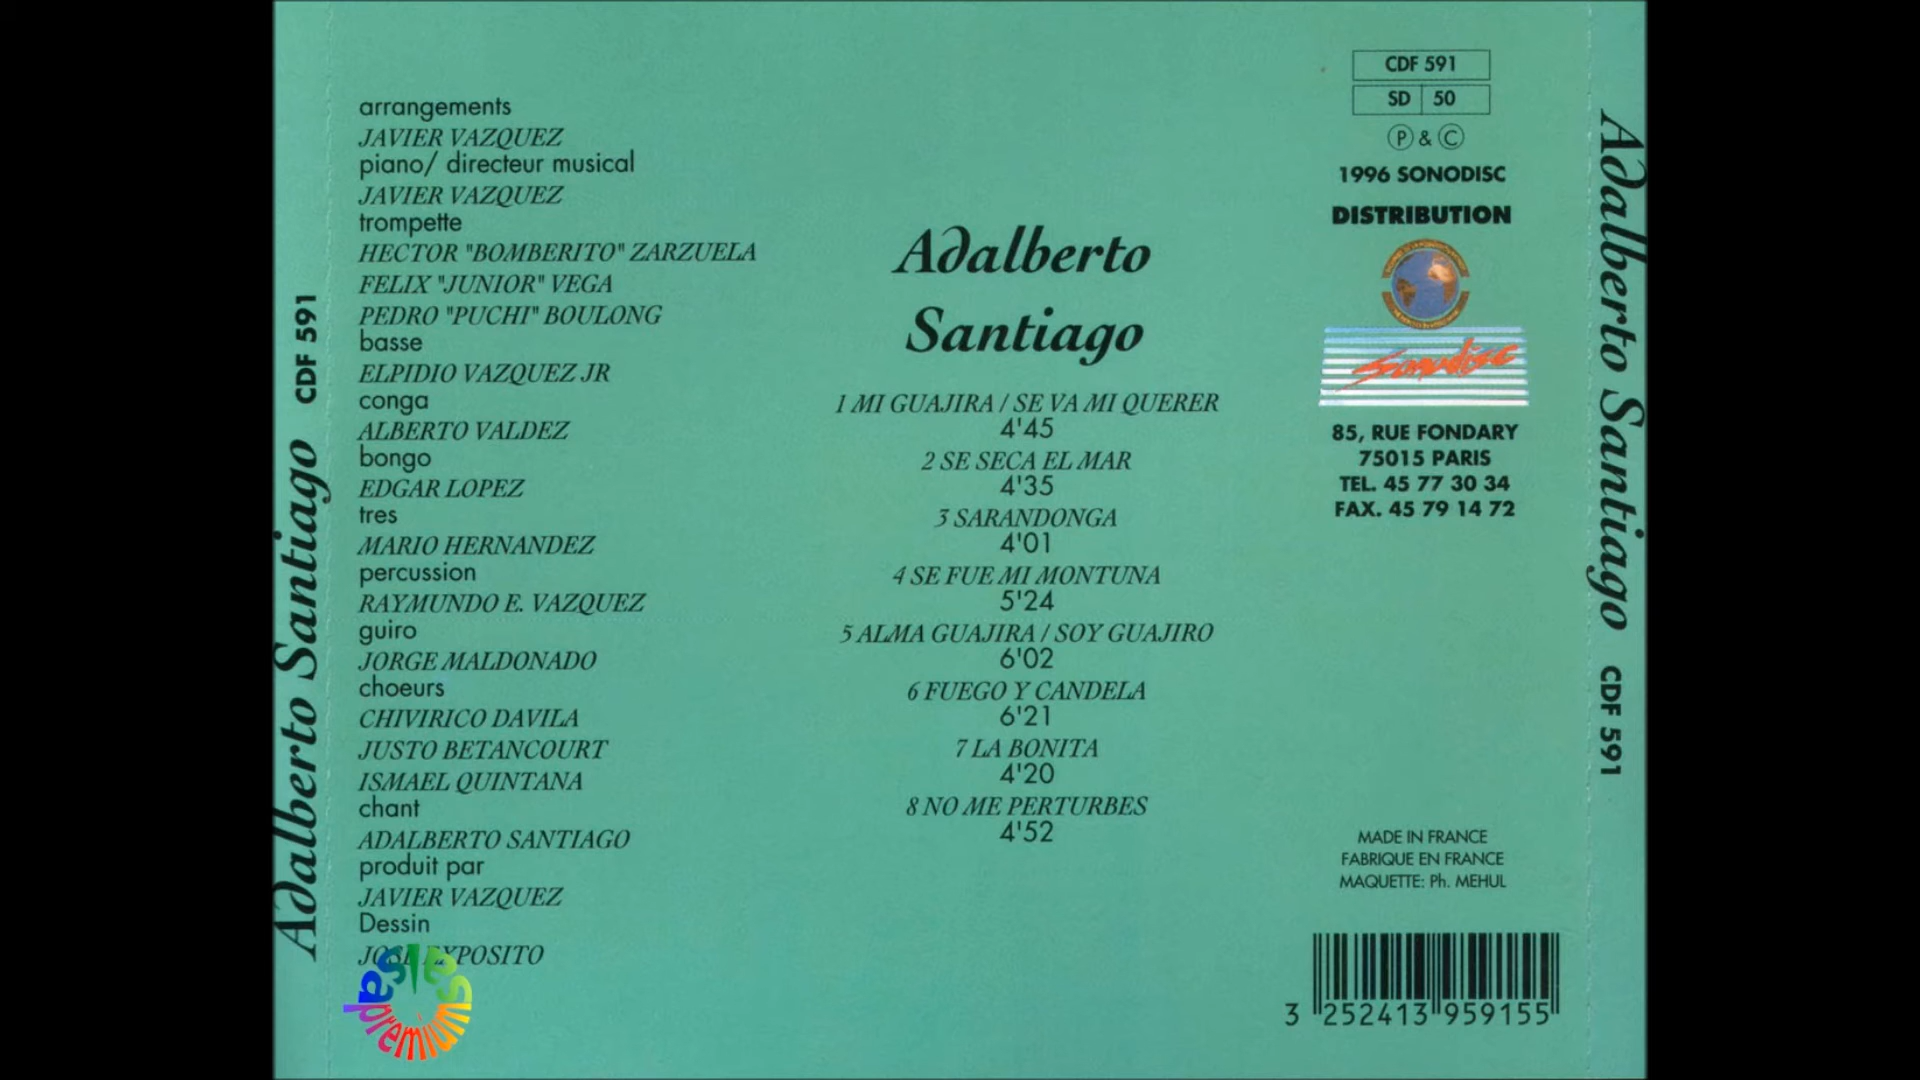 Adalberto Santiago CDF 591
arrangements
JAVIER VAZQUEZ
piano/ directeur musical
JAVIER VAZQUEZ
trompette
HECTOR "BOMBERITO" ZARZUELA
FELIX "JUNIOR" VEGA
PEDRO "PUCHI" BOULONG
basse
ELPIDIO VAZQUEZ JR
conga
ALBERTO VALDEZ
bongo
EDGAR LOPEZ
tres
MARIO HERNANDEZ
percussion
RAYMUNDO E. VAZQUEZ
guiro
JORGE MALDONADO
choeurs
CHIVIRICO DAVILA
JUSTO BETANCOURT
ISMAEL QUINTANA
chant
ADALBERTO SANTIAGO
produit par
JAVIER VAZQUEZ
Dessin
JOSE EXPOSITO
salsapremium
Adalberto
Santiago
1 MI GUAJIRA / SE VA MI QUERER
4'45
2 SE SECA EL MAR
4'35
3 SARANDONGA
4'01
4 SE FUE MI MONTUNA
5'24
5 ALMA GUAJIRA / SOY GUAJIRO
6'02
6 FUEGO Y CANDELA
6'21
7 LA BONITA
4'20
8 NO ME PERTURBES
4'52
CDF 591
SD 50
Ⓟ & Ⓒ
1996 SONODISC
DISTRIBUTION
Sonodisc
85, RUE FONDARY
75015 PARIS
TEL. 45 77 30 34
FAX. 45 79 14 72
MADE IN FRANCE
FABRIQUE EN FRANCE
MAQUETTE: Ph. MEHUL
3 252413 959155
Adalberto Santiago CDF 591